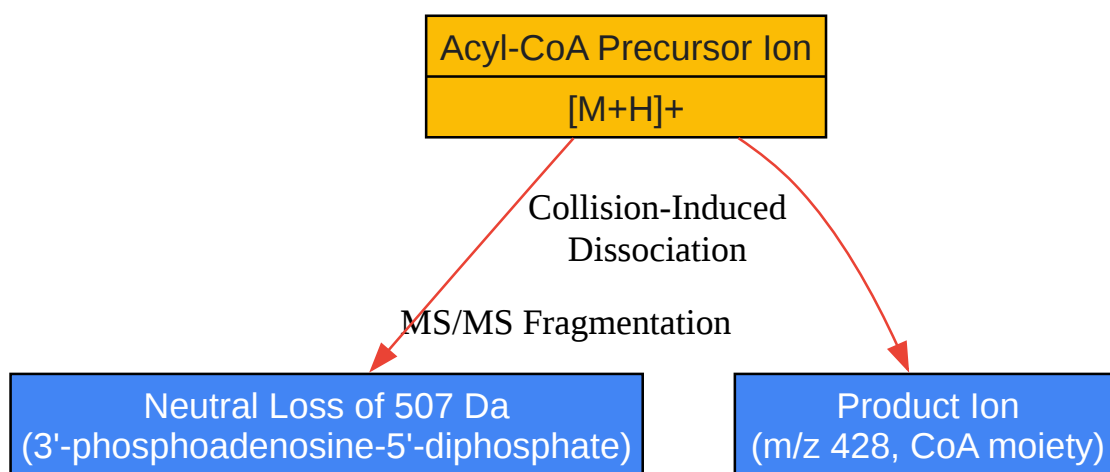 Acyl-CoA Precursor Ion
[M+H]+
Collision-Induced
Dissociation
MS/MS Fragmentation
Neutral Loss of 507 Da
(3'-phosphoadenosine-5'-diphosphate)
Product Ion
(m/z 428, CoA moiety)